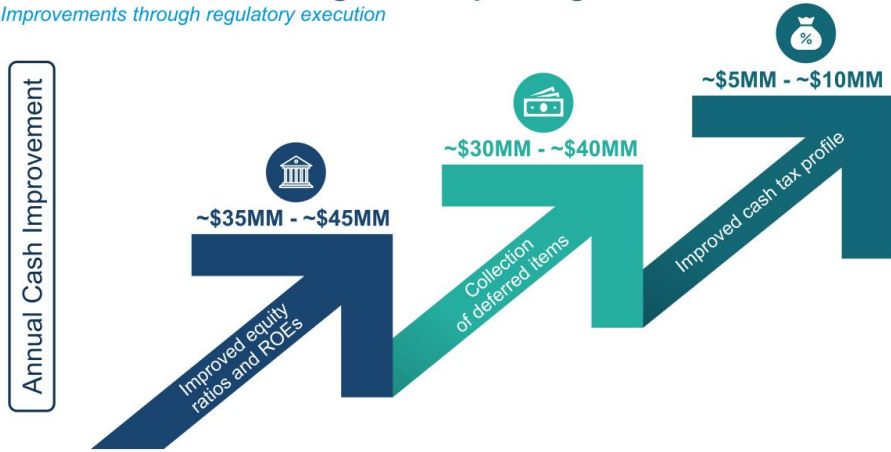 Improvements through regulatory execution
Annual Cash Improvement
~$35MM - ~$45MM
Improved equity
ratios and ROEs
~$30MM - ~$40MM
Collection
of deferred items
%
~$5MM - ~$10MM
Improved cash tax profile